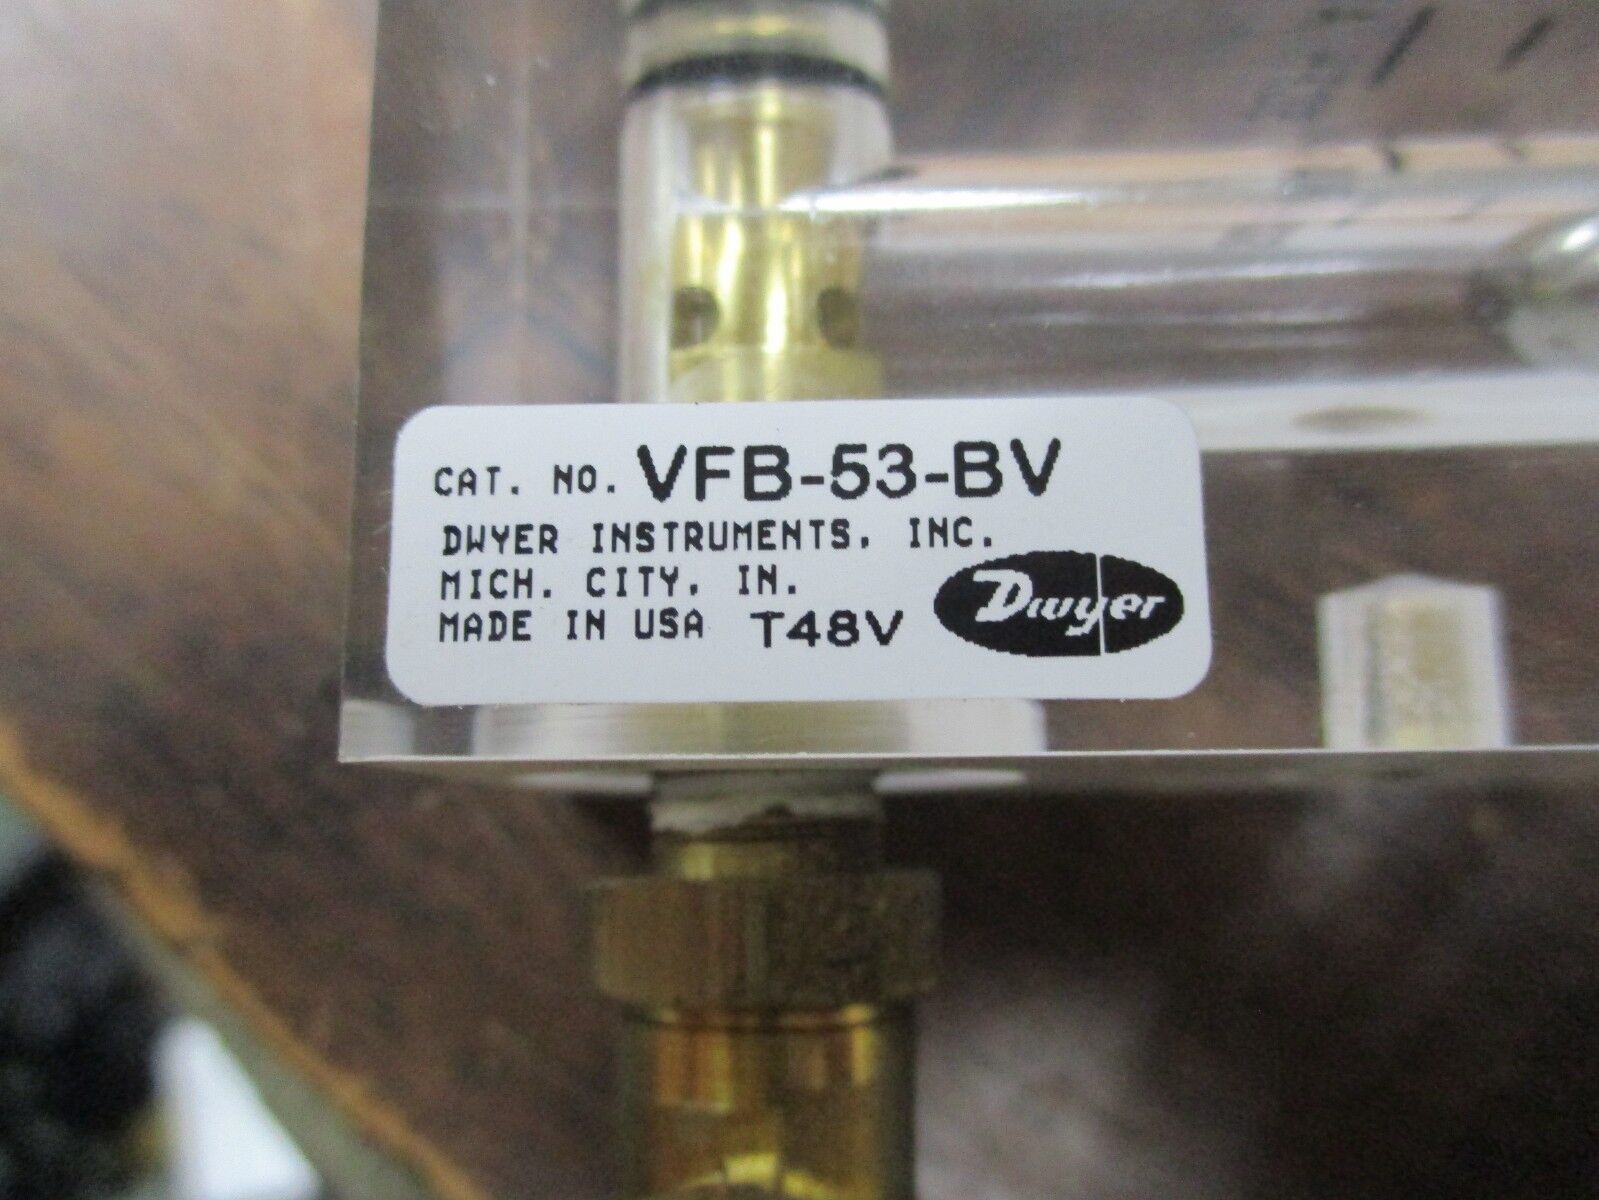 CAT. NO. VFB-53-BV
DWYER INSTRUMENTS, INC.
MICH. CITY, IN.
MADE IN USA T48V
Dwyer